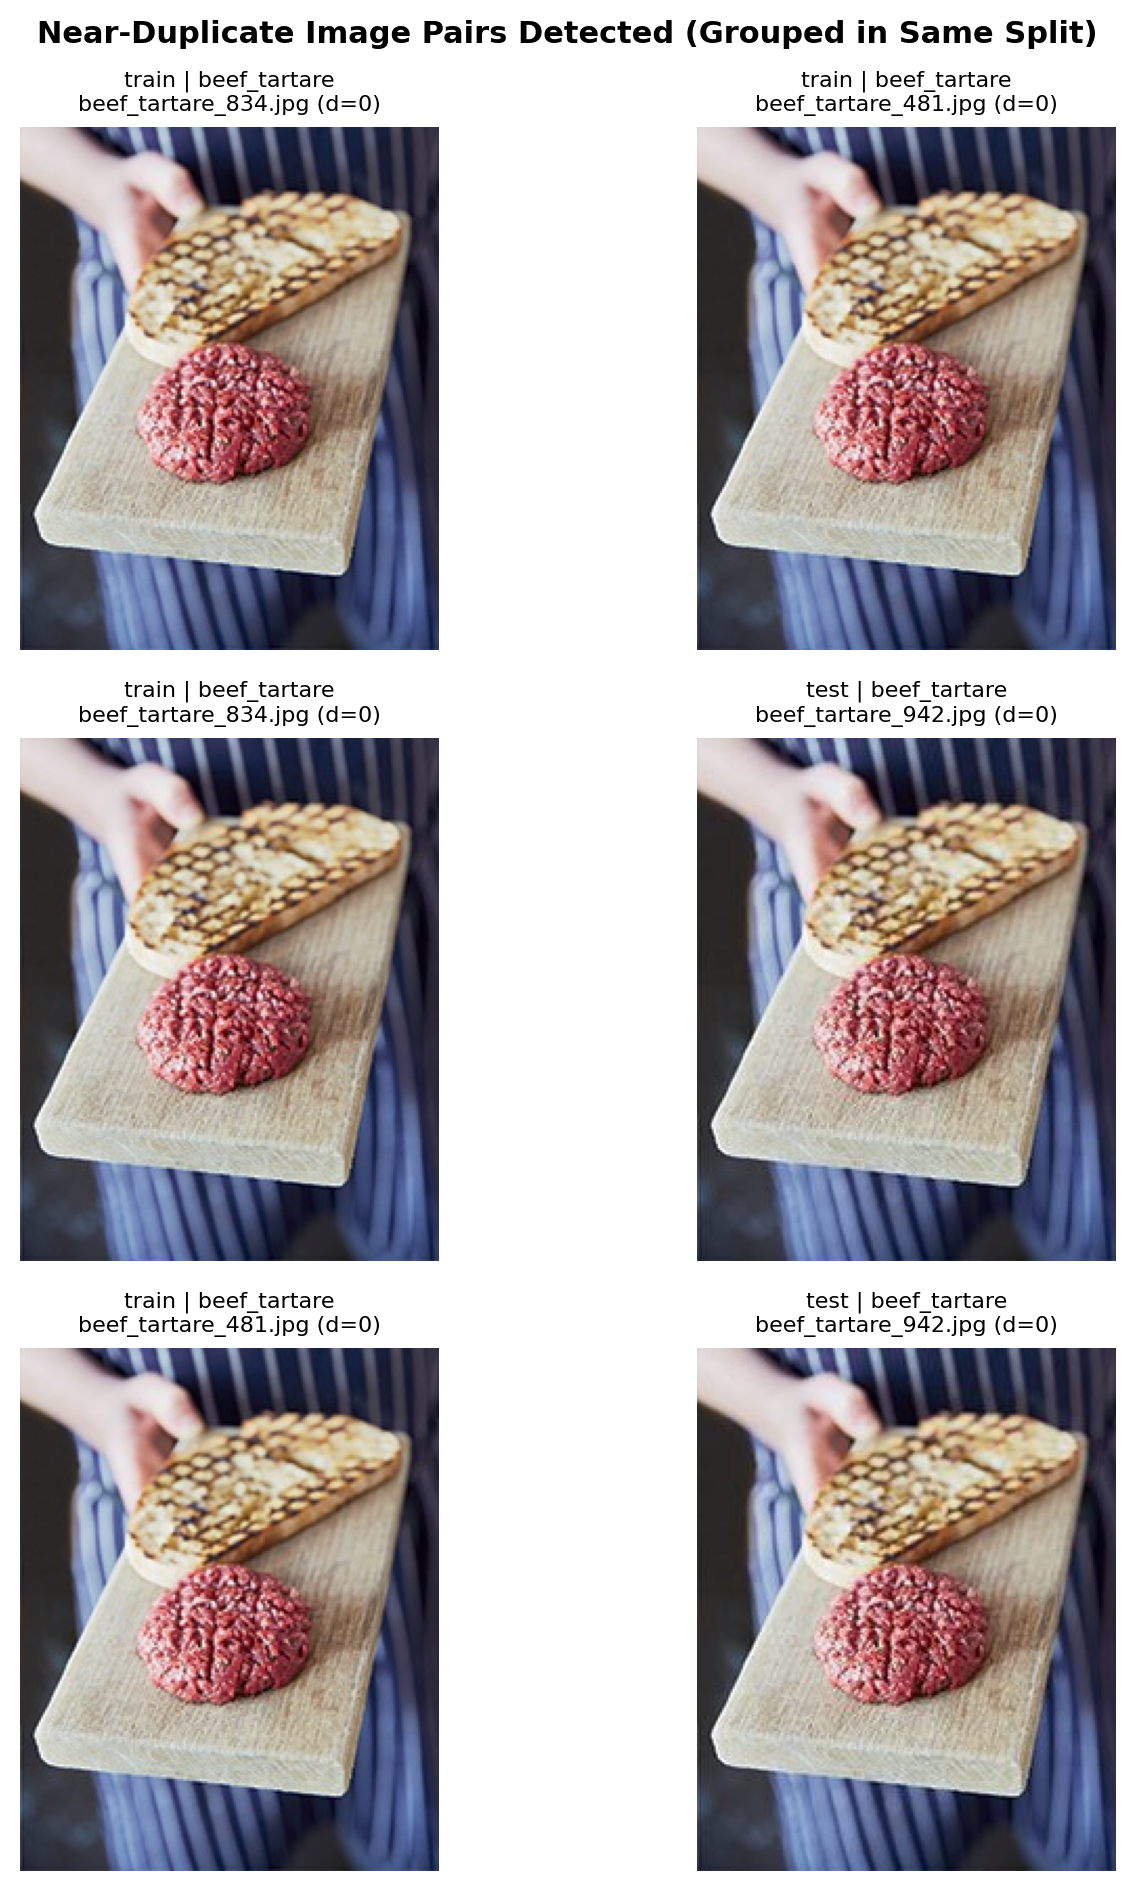 Near-Duplicate Image Pairs Detected (Grouped in Same Split)
train | beef_tartare
beef_tartare_834.jpg (d=0)
train | beef_tartare
beef_tartare_481.jpg (d=0)
train | beef_tartare
beef_tartare_834.jpg (d=0)
test | beef_tartare
beef_tartare_942.jpg (d=0)
train | beef_tartare
beef_tartare_481.jpg (d=0)
test | beef_tartare
beef_tartare_942.jpg (d=0)